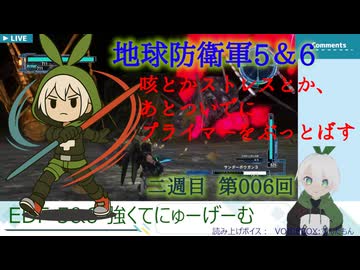 LIVE
Comments
地球防衛軍5&6
咳とかストレスとか、
あとついでに
プライマーをぶっとばす
三週目 第006回
強くてにゅーげーむ
読み上げボイス: